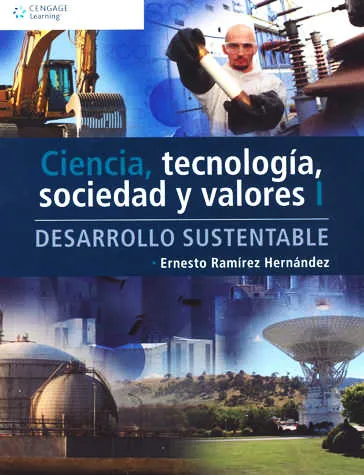 CENGAGE
Learning
Ciencia, tecnología,
sociedad y valores I
DESARROLLO SUSTENTABLE
· Ernesto Ramírez Hernández